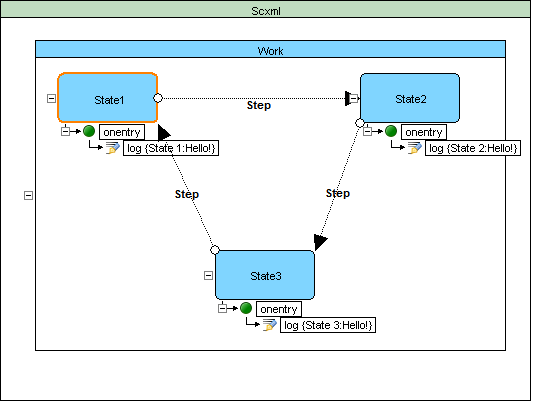 Scxml
Work
State1
State2
Step
onentry
onentry
log {State 1:Hello!}
log {State 2:Hello!}
Step
Step
State3
onentry
log {State 3:Hello!}